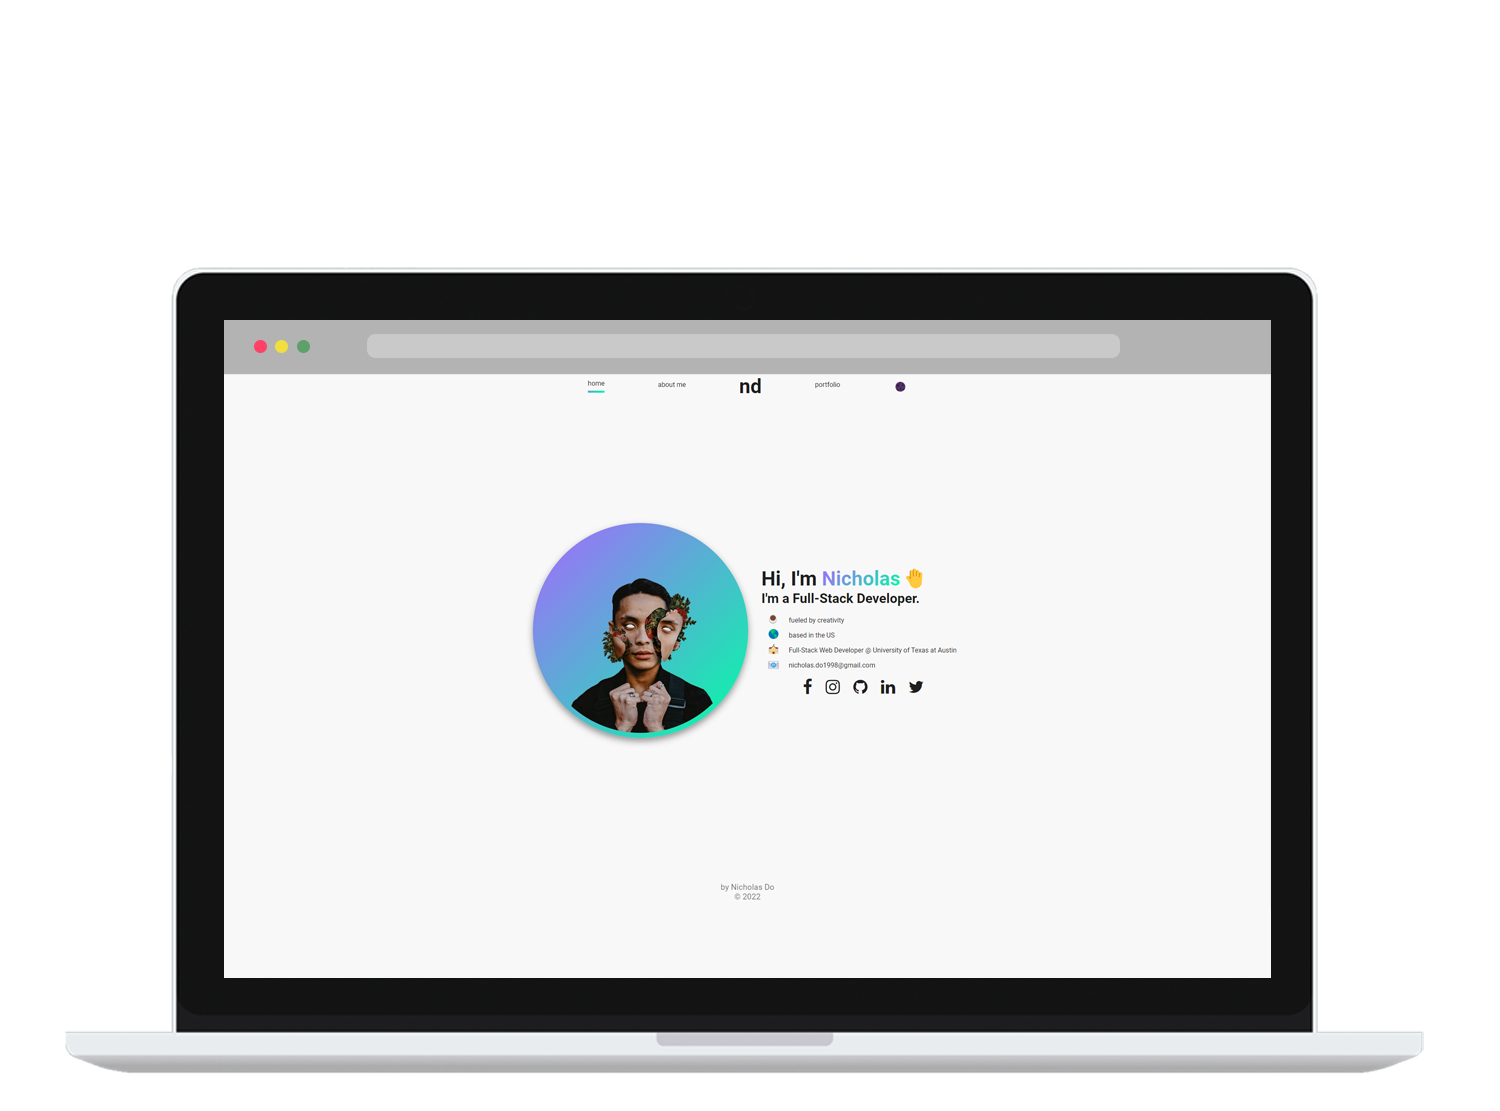 home
about me
nd
portfolio
Hi, I'm Nicholas
I'm a Full-Stack Developer.
fueled by creativity
based in the US
Full-Stack Web Developer @ University of Texas at Austin
nicholas.do1998@gmail.com
by Nicholas Do
© 2022